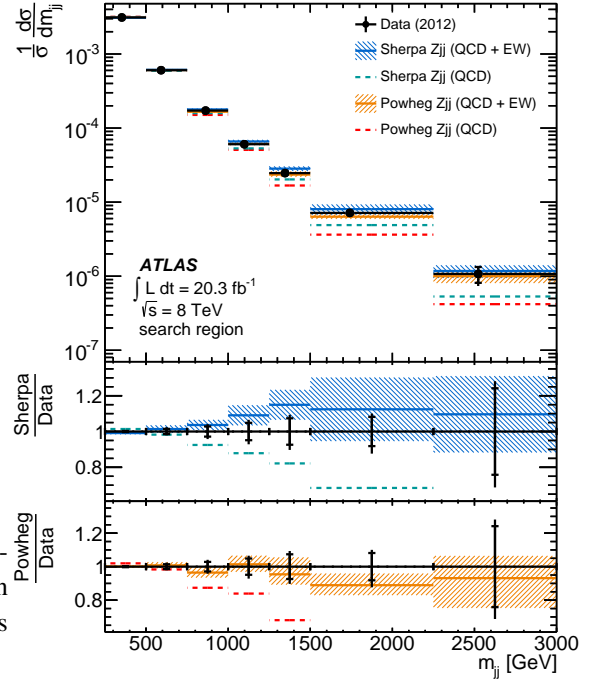 1/σ dσ/dm_jj
Data (2012)
Sherpa Zjj (QCD + EW)
Sherpa Zjj (QCD)
Powheg Zjj (QCD + EW)
Powheg Zjj (QCD)
10⁻³
10⁻⁴
10⁻⁵
10⁻⁶
10⁻⁷
ATLAS
∫ L dt = 20.3 fb⁻¹
√s = 8 TeV
search region
Sherpa
Data
1.2
1
0.8
Powheg
Data
1.2
1
0.8
n
s
500 1000 1500 2000 2500 3000
m_jj [GeV]